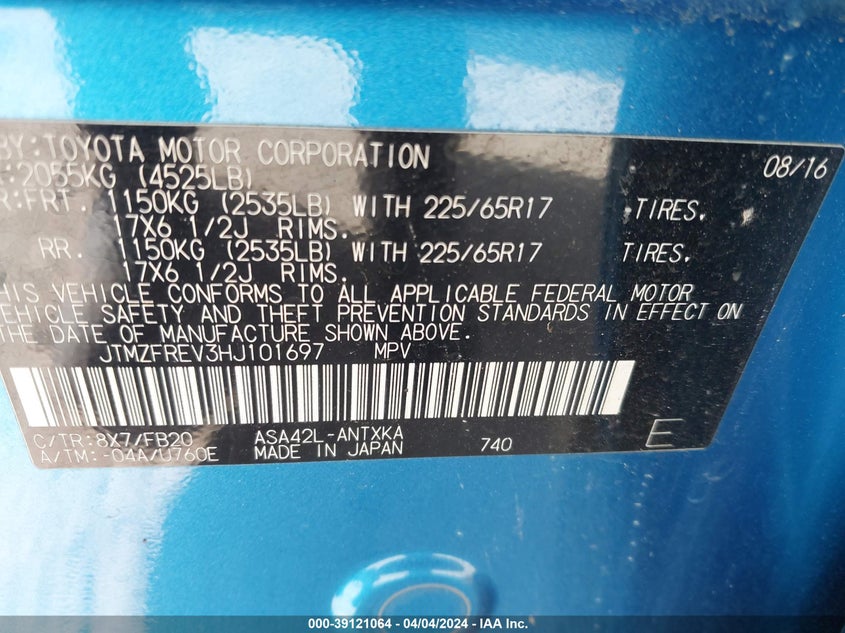 BY: TOYOTA MOTOR CORPORATION 08/16
:2055KG (4525LB)
R:FRT. 1150KG (2535LB) WITH 225/65R17 TIRES,
17X6 1/2J RIMS.
RR. 1150KG (2535LB) WITH 225/65R17 TIRES,
17X6 1/2J RIMS.
HIS VEHICLE CONFORMS TO ALL APPLICABLE FEDERAL MOTOR
VEHICLE SAFETY AND THEFT PREVENTION STANDARDS IN EFFECT ON
THE DATE OF MANUFACTURE SHOWN ABOVE.
JTMZFREV3HJ101697 MPV
C/TR:8X7/FB20 ASA42L-ANTXKA 740 E
A/TM:-04A/U760E MADE IN JAPAN
000-39121064 - 04/04/2024 - IAA Inc.